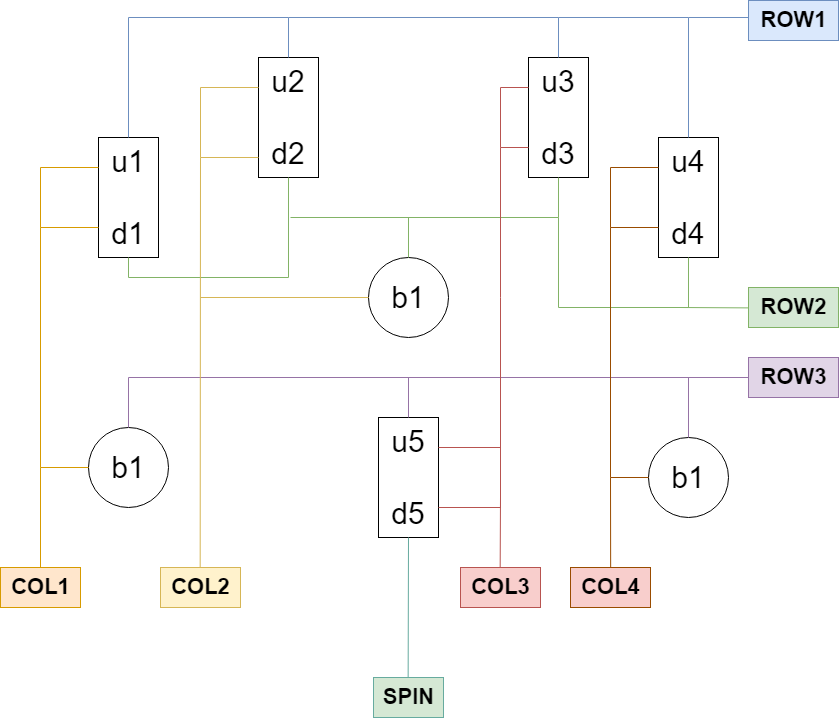 ROW1
u2
u3
d2
d3
u1
u4
d1
d4
b1
ROW2
ROW3
u5
b1
b1
d5
COL1
COL2
COL3
COL4
SPIN